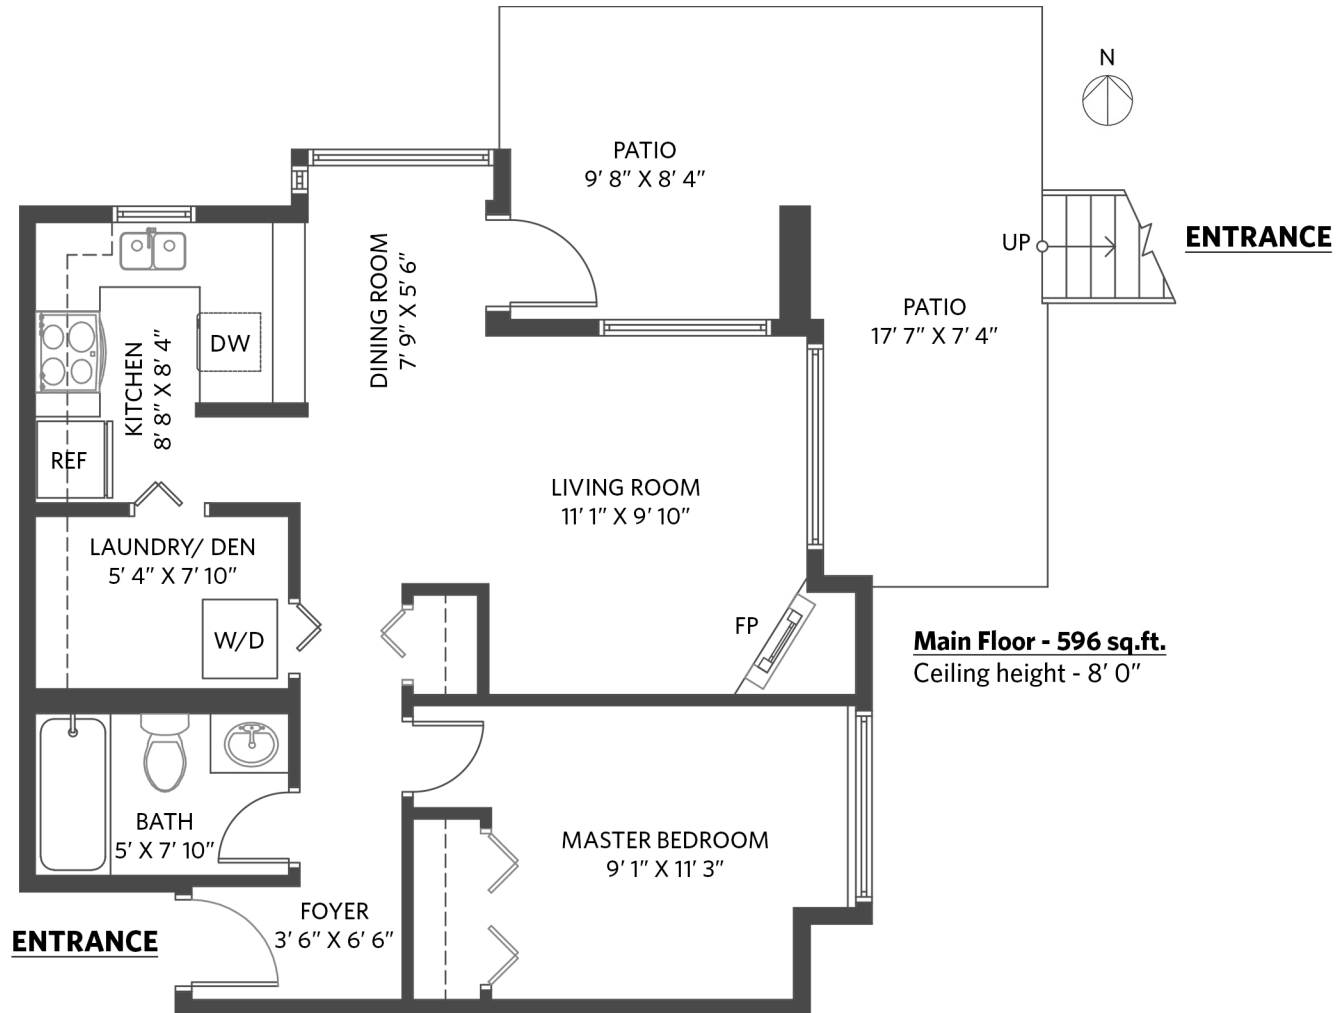 N
PATIO
9’ 8” X 8’ 4”
UP
ENTRANCE
DINING ROOM
7’ 9” X 5’ 6”
PATIO
17’ 7” X 7’ 4”
DW
KITCHEN
8’ 8” X 8’ 4”
REF
LIVING ROOM
11’ 1” X 9’ 10”
LAUNDRY/ DEN
5’ 4” X 7’ 10”
W/D
FP
Main Floor - 596 sq.ft.
Ceiling height - 8’ 0”
BATH
5’ X 7’ 10”
MASTER BEDROOM
9’ 1” X 11’ 3”
FOYER
3’ 6” X 6’ 6”
ENTRANCE